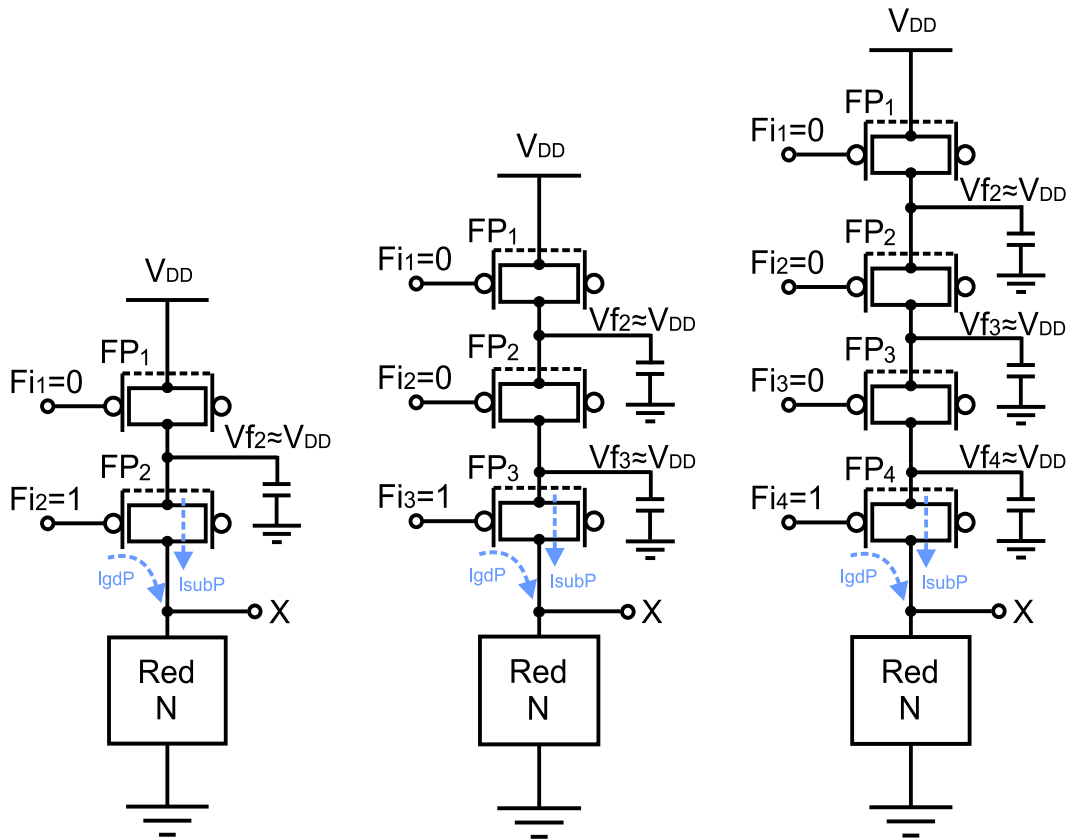 VDD
FP1
Fi1=0
Vf2≈VDD
FP2
Fi2=1
IgdP
IsubP
X
Red
N
VDD
FP1
Fi1=0
Vf2≈VDD
FP2
Fi2=0
Vf3≈VDD
FP3
Fi3=1
IgdP
IsubP
X
Red
N
VDD
FP1
Fi1=0
Vf2≈VDD
FP2
Fi2=0
Vf3≈VDD
FP3
Fi3=0
Vf4≈VDD
FP4
Fi4=1
IgdP
IsubP
X
Red
N